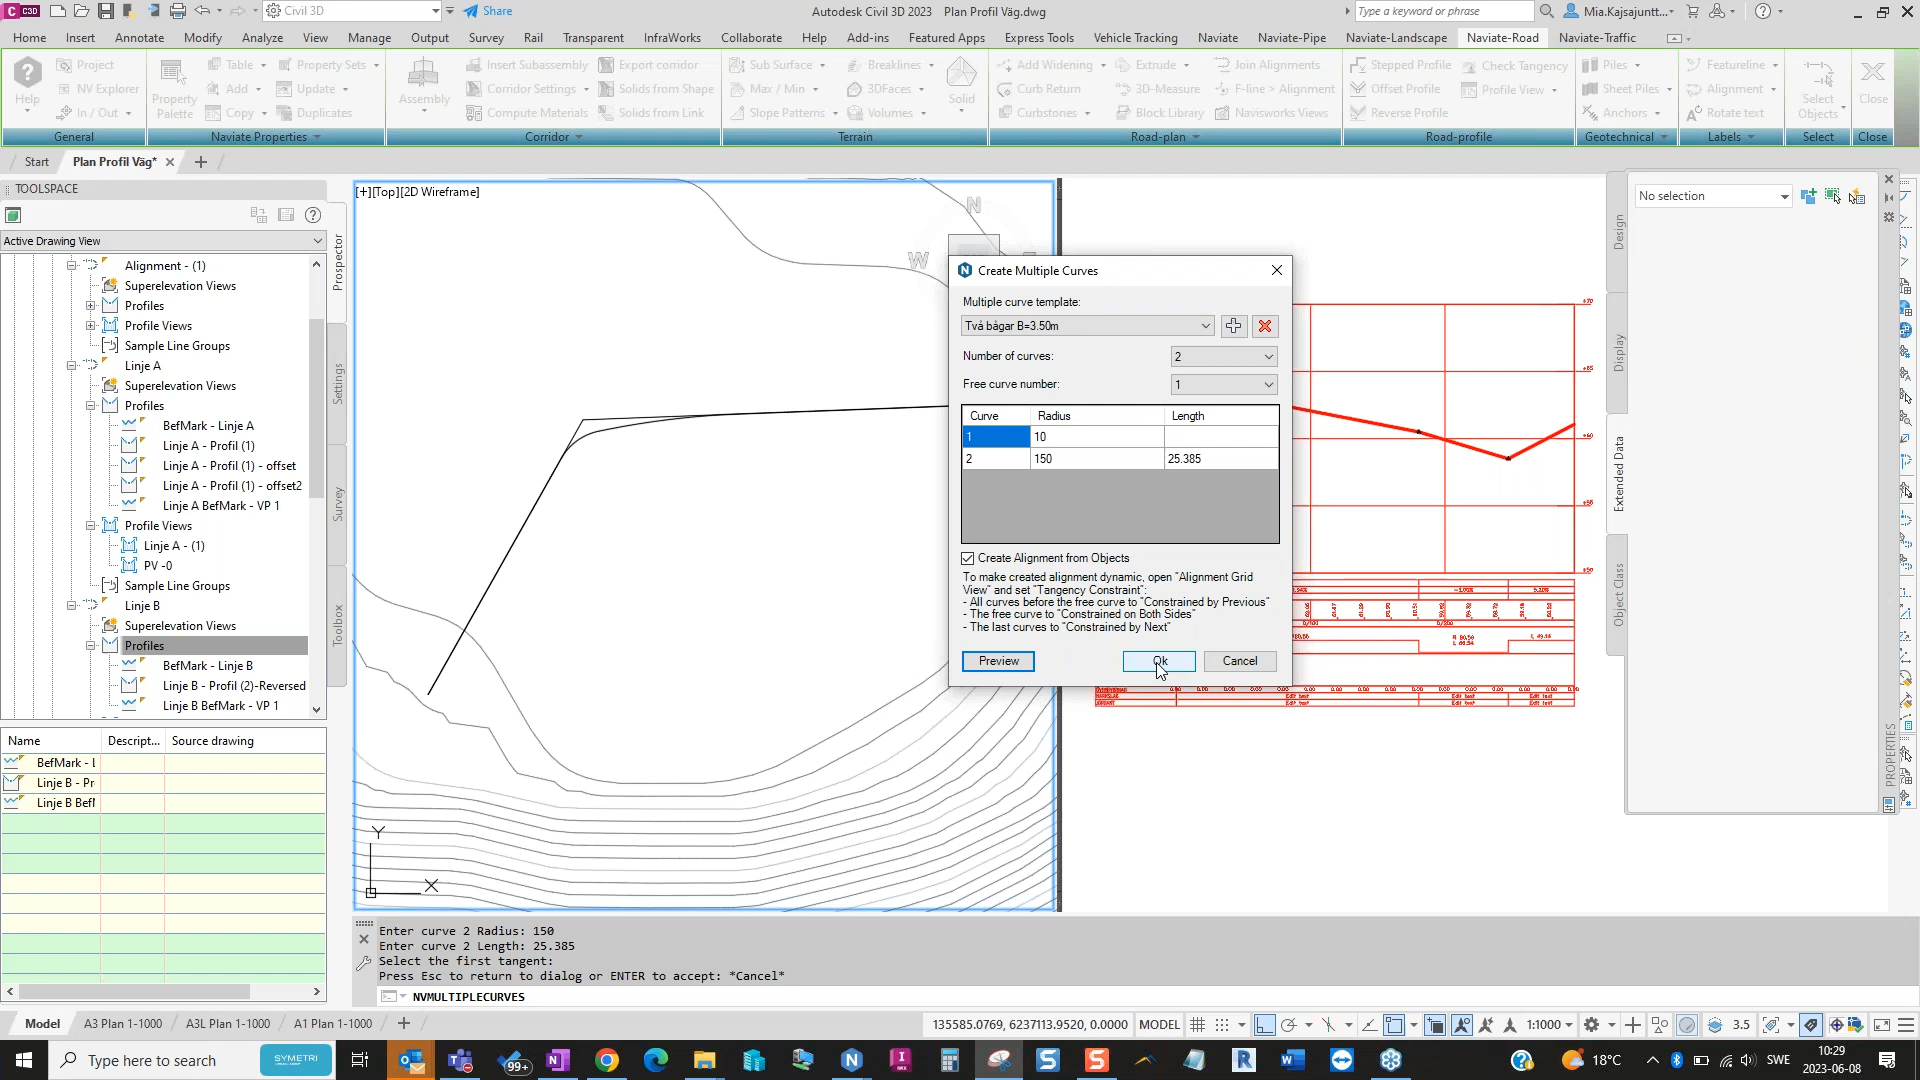 C C3D
Civil 3D
Share
Autodesk Civil 3D 2023 Plan Profil Väg.dwg
Type a keyword or phrase
Mia.Kajsajuntt...
Home Insert Annotate Modify Analyze View Manage Output Survey Rail Transparent InfraWorks Collaborate Help Add-ins Featured Apps Express Tools Vehicle Tracking Naviate Naviate-Pipe Naviate-Landscape Naviate-Road Naviate-Traffic
Project Table Property Sets Insert Subassembly Export corridor Sub Surface Breaklines Add Widening Extrude Join Alignments Stepped Profile Check Tangency Piles Featureline
NV Explorer Add Update Corridor Settings Solids from Shape Max / Min 3DFaces Curb Return 3D-Measure F-line > Alignment Offset Profile Profile View Sheet Piles Alignment
Help Property Palette Assembly Solid Select Objects Close
In / Out Copy Duplicates Compute Materials Solids from Link Slope Patterns Volumes Curbstones Block Library Navisworks Views Reverse Profile Anchors Rotate text
General Naviate Properties Corridor Terrain Road-plan Road-profile Geotechnical Labels Select Close
Start Plan Profil Väg*
TOOLSPACE
Active Drawing View
Alignment - (1)
Superelevation Views
Profiles
Profile Views
Sample Line Groups
Linje A
Superelevation Views
Profiles
BefMark - Linje A
Linje A - Profil (1)
Linje A - Profil (1) - offset
Linje A - Profil (1) - offset2
Linje A BefMark - VP 1
Profile Views
Linje A - (1)
PV -0
Sample Line Groups
Linje B
Superelevation Views
Profiles
BefMark - Linje B
Linje B - Profil (2)-Reversed
Linje B BefMark - VP 1
Prospector
Settings
Survey
Toolbox
Name Descript... Source drawing
BefMark - L
Linje B - Pr
Linje B Bef
[+][Top][2D Wireframe]
N
W
Y
X
Create Multiple Curves
Multiple curve template:
Två bågar B=3.50m
Number of curves: 2
Free curve number: 1
Curve Radius Length
1 10
2 150 25.385
Create Alignment from Objects
To make created alignment dynamic, open "Alignment Grid
View" and set "Tangency Constraint":
- All curves before the free curve to "Constrained by Previous"
- The free curve to "Constrained on Both Sides"
- The last curves to "Constrained by Next"
Preview Ok Cancel
No selection
Design
Display
Extended Data
Object Class
PROPERTIES
Enter curve 2 Radius: 150
Enter curve 2 Length: 25.385
Select the first tangent:
Press Esc to return to dialog or ENTER to accept: *Cancel*
NVMULTIPLECURVES
Model A3 Plan 1-1000 A3L Plan 1-1000 A1 Plan 1-1000
135585.0769, 6237113.9520, 0.0000 MODEL 1:1000 3.5
Type here to search
SYMETRI
99+
18°C
SWE
10:29
2023-06-08